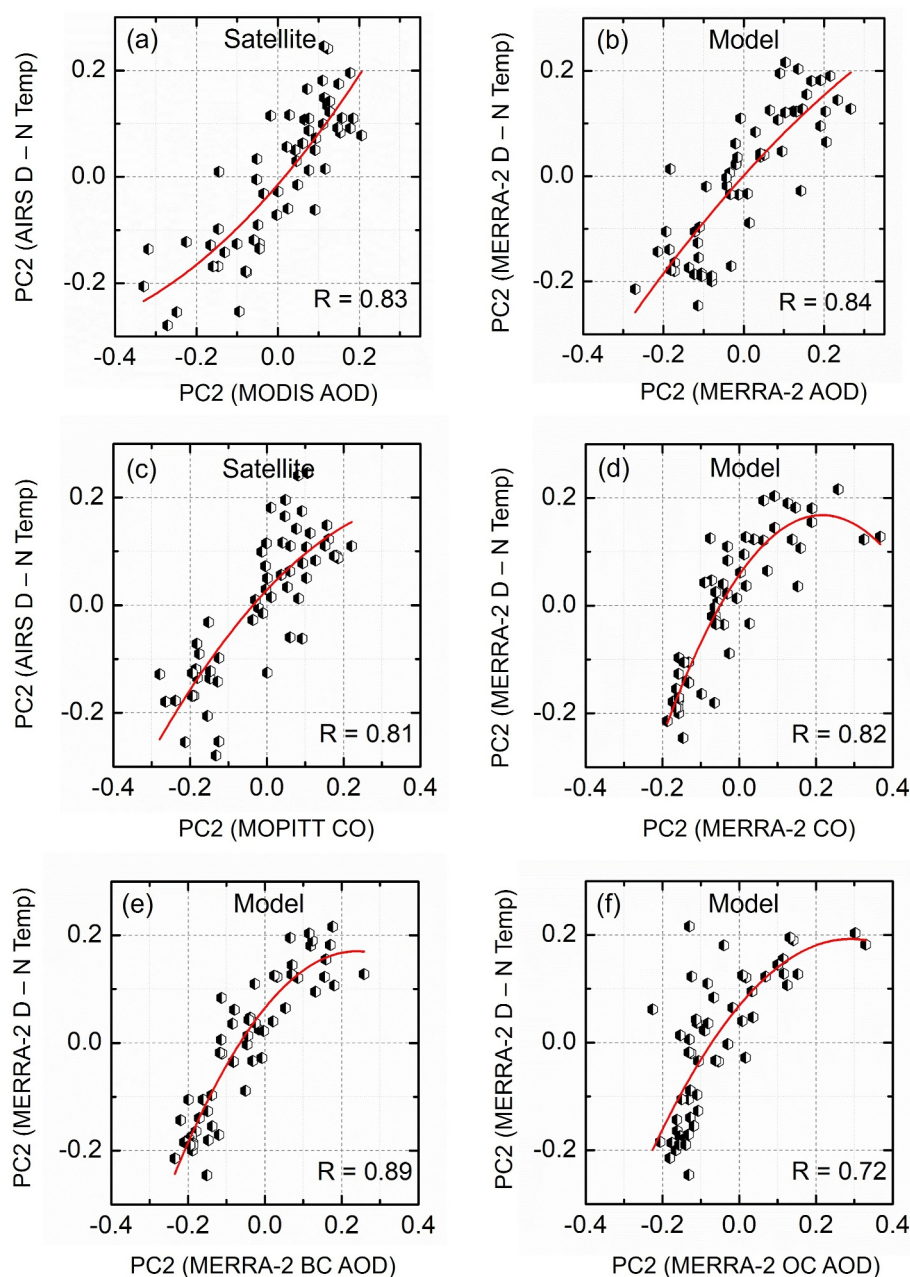 (a) Satellite
PC2 (AIRS D – N Temp)
0.2
0.0
-0.2
R = 0.83
-0.4 -0.2 0.0 0.2 0.4
PC2 (MODIS AOD)
(b) Model
PC2 (MERRA-2 D – N Temp)
0.2
0.0
-0.2
R = 0.84
-0.4 -0.2 0.0 0.2 0.4
PC2 (MERRA-2 AOD)
(c) Satellite
PC2 (AIRS D – N Temp)
0.2
0.0
-0.2
R = 0.81
-0.4 -0.2 0.0 0.2 0.4
PC2 (MOPITT CO)
(d) Model
PC2 (MERRA-2 D – N Temp)
0.2
0.0
-0.2
R = 0.82
-0.4 -0.2 0.0 0.2 0.4
PC2 (MERRA-2 CO)
(e) Model
PC2 (MERRA-2 D – N Temp)
0.2
0.0
-0.2
R = 0.89
-0.4 -0.2 0.0 0.2 0.4
PC2 (MERRA-2 BC AOD)
(f) Model
PC2 (MERRA-2 D – N Temp)
0.2
0.0
-0.2
R = 0.72
-0.4 -0.2 0.0 0.2 0.4
PC2 (MERRA-2 OC AOD)